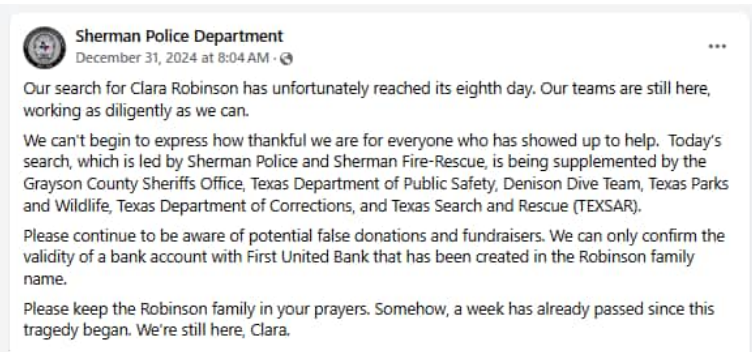 Sherman Police Department
December 31, 2024 at 8:04 AM ·
Our search for Clara Robinson has unfortunately reached its eighth day. Our teams are still here,
working as diligently as we can.
We can't begin to express how thankful we are for everyone who has showed up to help. Today's
search, which is led by Sherman Police and Sherman Fire-Rescue, is being supplemented by the
Grayson County Sheriffs Office, Texas Department of Public Safety, Denison Dive Team, Texas Parks
and Wildlife, Texas Department of Corrections, and Texas Search and Rescue (TEXSAR).
Please continue to be aware of potential false donations and fundraisers. We can only confirm the
validity of a bank account with First United Bank that has been created in the Robinson family
name.
Please keep the Robinson family in your prayers. Somehow, a week has already passed since this
tragedy began. We're still here, Clara.